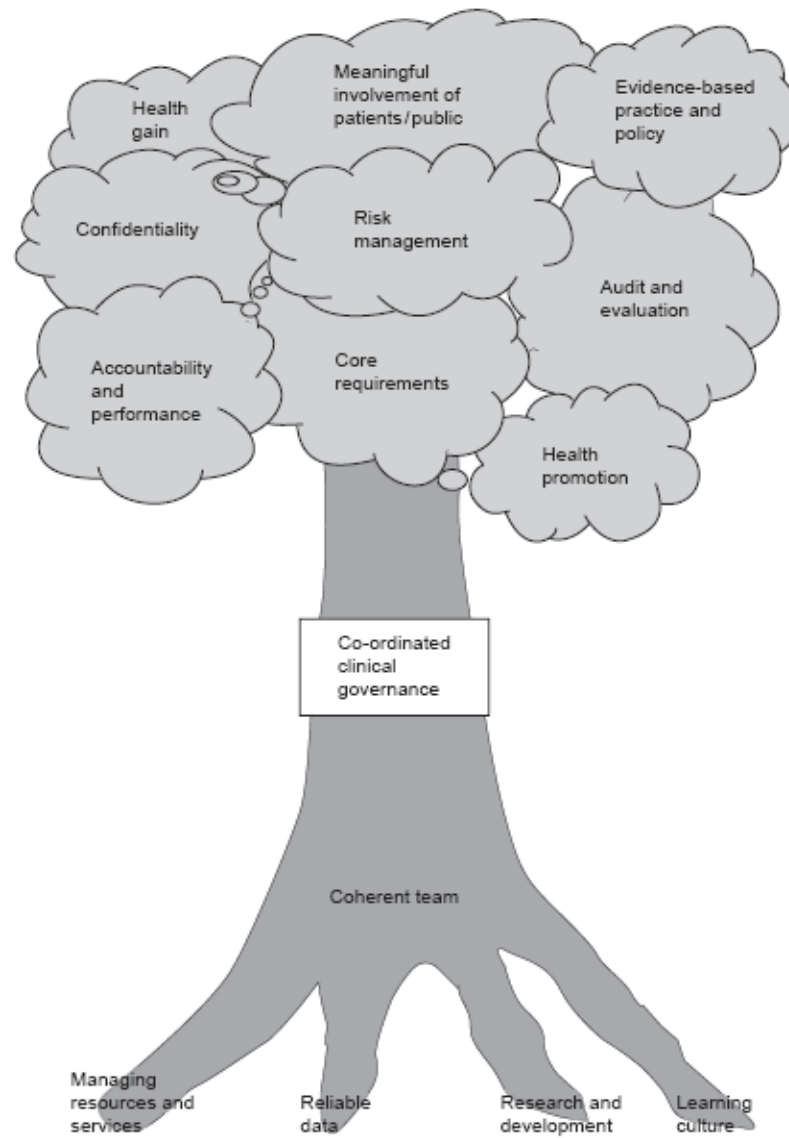 Health
gain
Meaningful
involvement of
patients/public
Evidence-based
practice and
policy
Confidentiality
Risk
management
Audit and
evaluation
Accountability
and
performance
Core
requirements
Health
promotion
Co-ordinated
clinical
governance
Coherent team
Managing
resources and
services
Reliable
data
Research and
development
Learning
culture